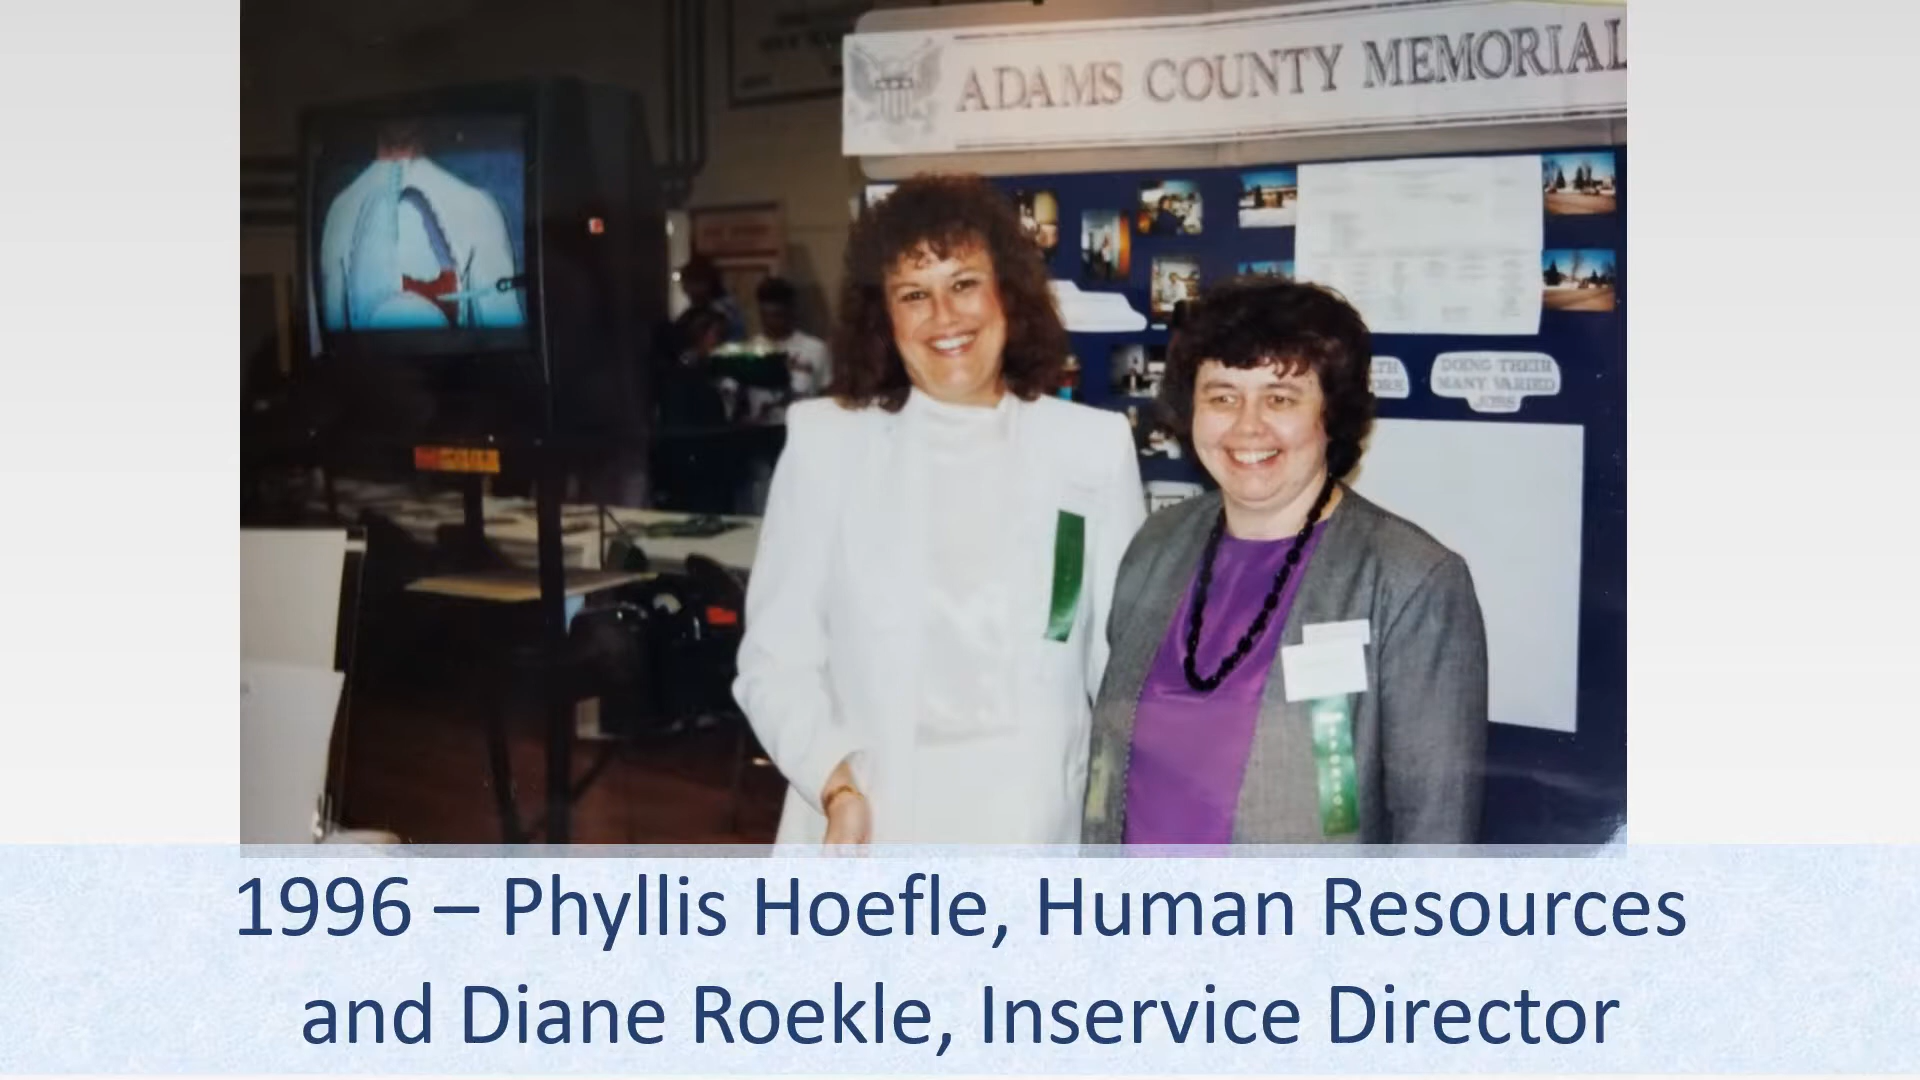 ADAMS COUNTY MEMORIAL
DOING THEIR
MANY VARIED
JOBS
1996 – Phyllis Hoefle, Human Resources
and Diane Roekle, Inservice Director